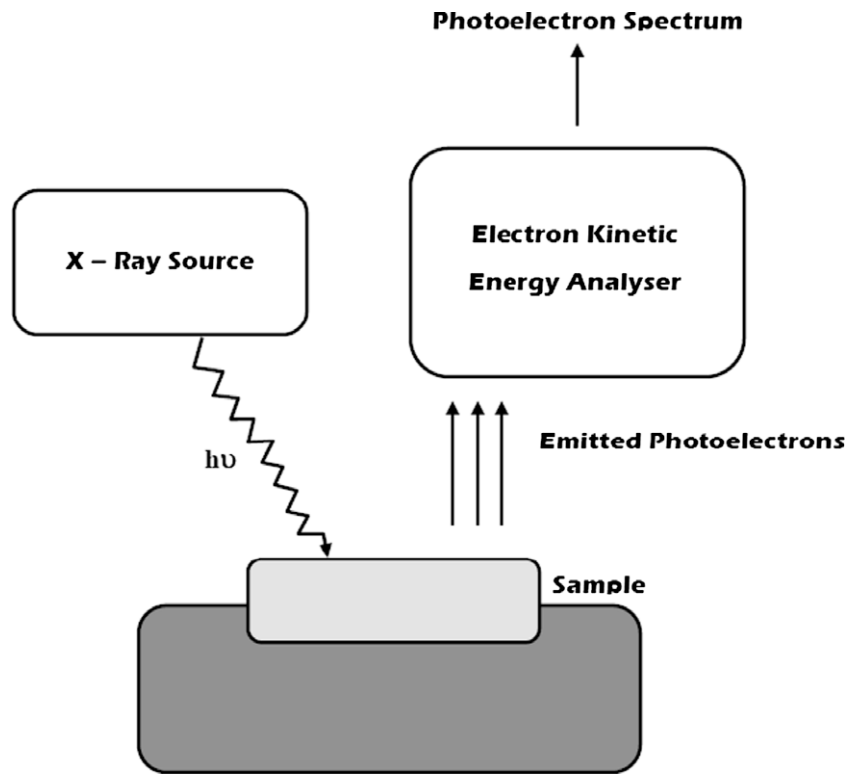 Photoelectron Spectrum
X – Ray Source
Electron Kinetic
Energy Analyser
hυ
Emitted Photoelectrons
Sample